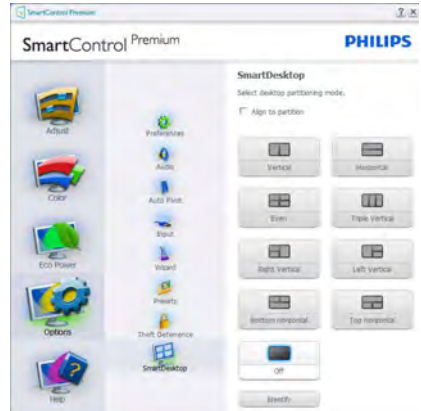 SmartControl Premium
? x
SmartControl Premium
PHILIPS
Adjust
Color
Eco Power
Options
Help
Preferences
Audio
Auto Pivot
Input
Wizard
Presets
Theft Deterrence
SmartDesktop
SmartDesktop
Select desktop partitioning mode.
Align to partition
Vertical
Horizontal
Even
Triple Vertical
Right Vertical
Left Vertical
Bottom horizontal
Top horizontal
Off
Identify